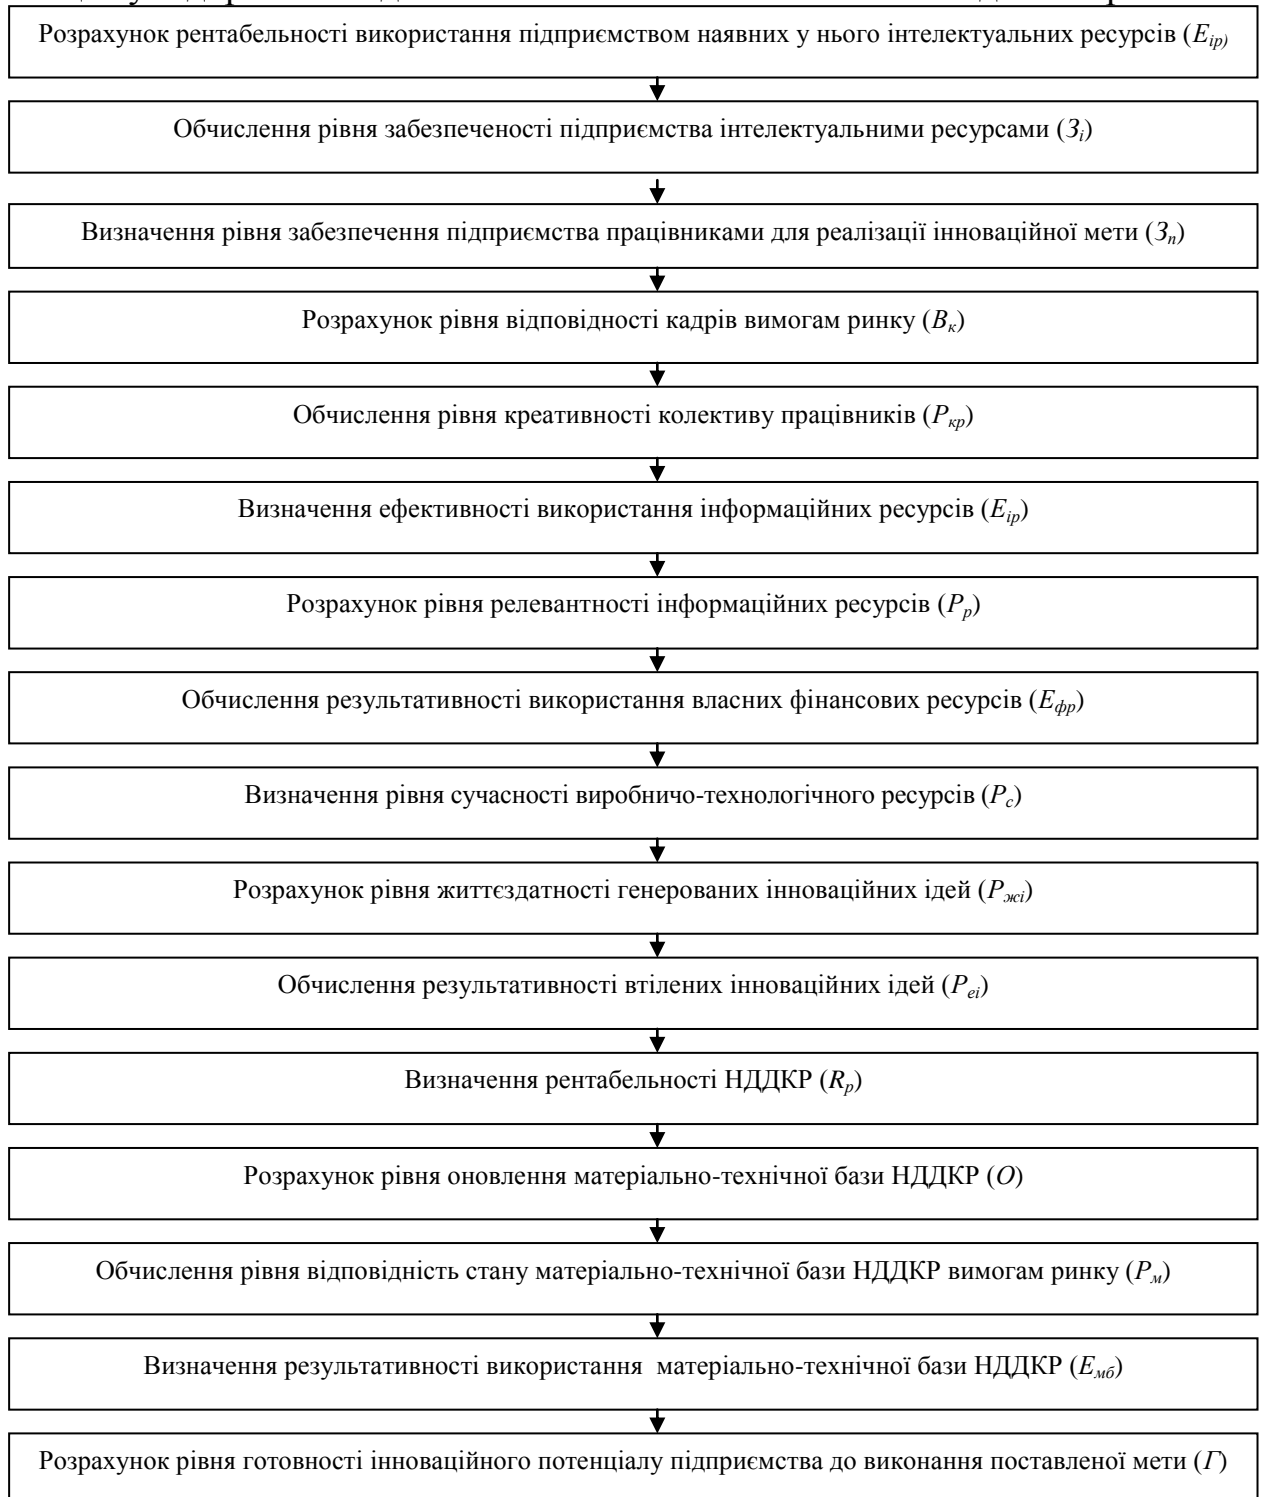 Розрахунок рентабельності використання підприємством наявних у нього інтелектуальних ресурсів (Еір)
Обчислення рівня забезпеченості підприємства інтелектуальними ресурсами (Зі)
Визначення рівня забезпечення підприємства працівниками для реалізації інноваційної мети (Зп)
Розрахунок рівня відповідності кадрів вимогам ринку (Вк)
Обчислення рівня креативності колективу працівників (Ркр)
Визначення ефективності використання інформаційних ресурсів (Еір)
Розрахунок рівня релевантності інформаційних ресурсів (Рр)
Обчислення результативності використання власних фінансових ресурсів (Ефр)
Визначення рівня сучасності виробничо-технологічного ресурсів (Рс)
Розрахунок рівня життєздатності генерованих інноваційних ідей (Ржі)
Обчислення результативності втілених інноваційних ідей (Реі)
Визначення рентабельності НДДКР (Rр)
Розрахунок рівня оновлення матеріально-технічної бази НДДКР (О)
Обчислення рівня відповідність стану матеріально-технічної бази НДДКР вимогам ринку (Рм)
Визначення результативності використання матеріально-технічної бази НДДКР (Емб)
Розрахунок рівня готовності інноваційного потенціалу підприємства до виконання поставленої мети (Г)